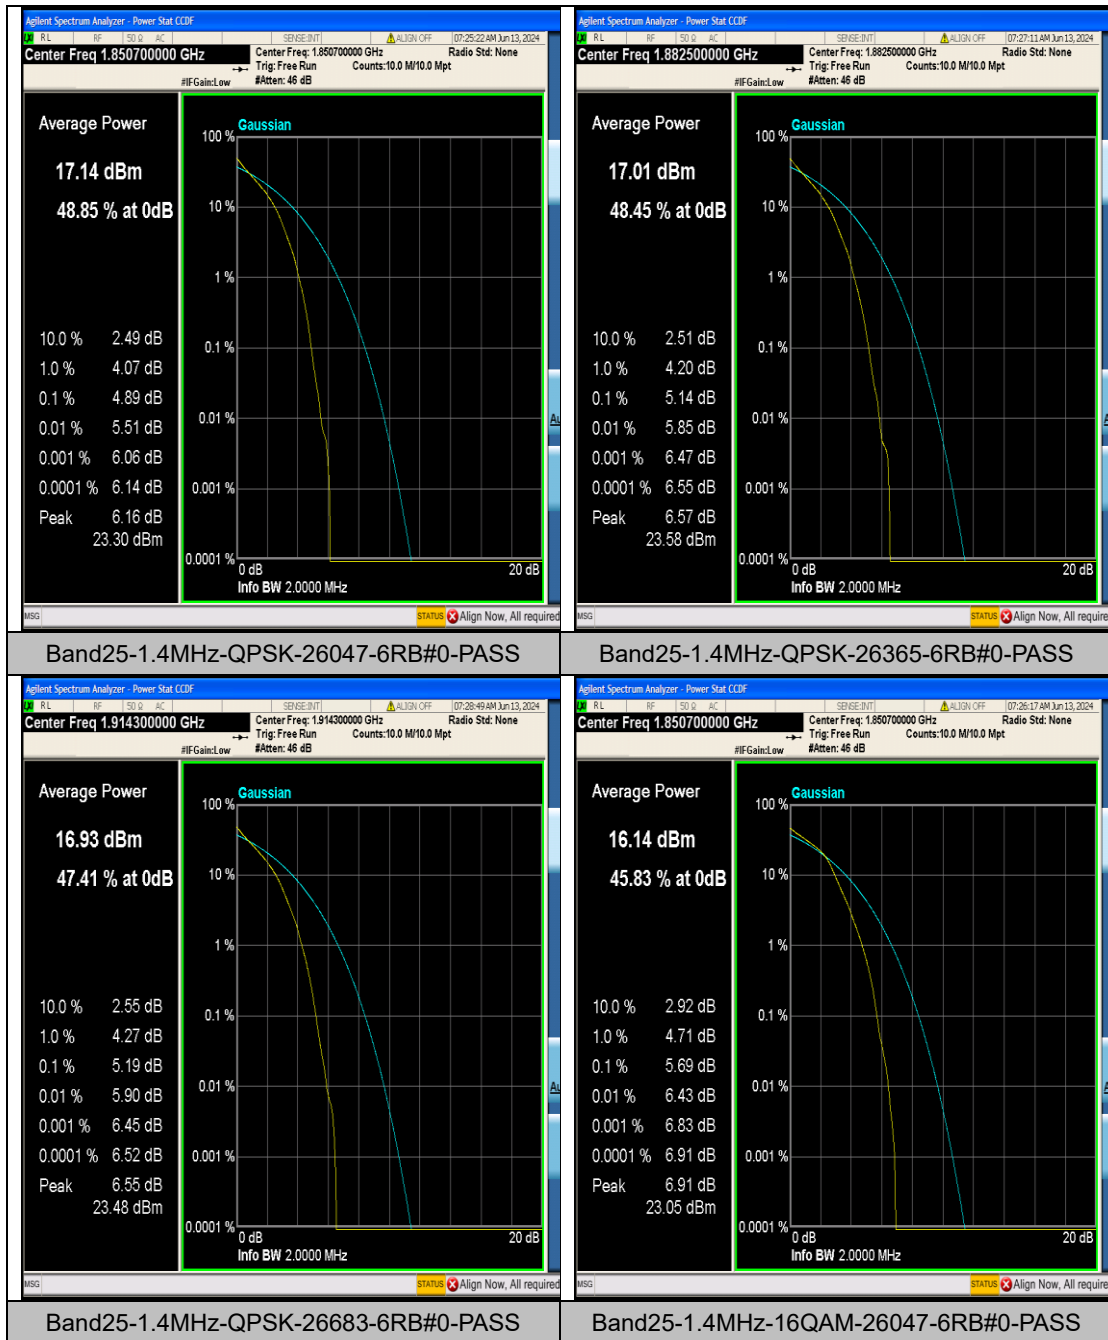 Agilent Spectrum Analyzer - Power Stat CCDF
RL RF 50 Ω AC SENSE:INT ALIGN OFF 07:25:22 AM Jun 13, 2024
Center Freq 1.850700000 GHz
Center Freq: 1.850700000 GHz Radio Std: None
Trig: Free Run Counts:10.0 M/10.0 Mpt
#IFGain:Low #Atten: 46 dB
Average Power
17.14 dBm
48.85 % at 0dB
10.0 % 2.49 dB
1.0 % 4.07 dB
0.1 % 4.89 dB
0.01 % 5.51 dB
0.001 % 6.06 dB
0.0001 % 6.14 dB
Peak 6.16 dB
23.30 dBm
Gaussian
100 %
10 %
1 %
0.1 %
0.01 %
0.001 %
0.0001 %
0 dB 20 dB
Info BW 2.0000 MHz
MSG STATUS Align Now, All required
Band25-1.4MHz-QPSK-26047-6RB#0-PASS
Agilent Spectrum Analyzer - Power Stat CCDF
RL RF 50 Ω AC SENSE:INT ALIGN OFF 07:27:11 AM Jun 13, 2024
Center Freq 1.882500000 GHz
Center Freq: 1.882500000 GHz Radio Std: None
Trig: Free Run Counts:10.0 M/10.0 Mpt
#IFGain:Low #Atten: 46 dB
Average Power
17.01 dBm
48.45 % at 0dB
10.0 % 2.51 dB
1.0 % 4.20 dB
0.1 % 5.14 dB
0.01 % 5.85 dB
0.001 % 6.47 dB
0.0001 % 6.55 dB
Peak 6.57 dB
23.58 dBm
Gaussian
100 %
10 %
1 %
0.1 %
0.01 %
0.001 %
0.0001 %
0 dB 20 dB
Info BW 2.0000 MHz
MSG STATUS Align Now, All require
Band25-1.4MHz-QPSK-26365-6RB#0-PASS
Agilent Spectrum Analyzer - Power Stat CCDF
RL RF 50 Ω AC SENSE:INT ALIGN OFF 07:28:49 AM Jun 13, 2024
Center Freq 1.914300000 GHz
Center Freq: 1.914300000 GHz Radio Std: None
Trig: Free Run Counts:10.0 M/10.0 Mpt
#IFGain:Low #Atten: 46 dB
Average Power
16.93 dBm
47.41 % at 0dB
10.0 % 2.55 dB
1.0 % 4.27 dB
0.1 % 5.19 dB
0.01 % 5.90 dB
0.001 % 6.45 dB
0.0001 % 6.52 dB
Peak 6.55 dB
23.48 dBm
Gaussian
100 %
10 %
1 %
0.1 %
0.01 %
0.001 %
0.0001 %
0 dB 20 dB
Info BW 2.0000 MHz
MSG STATUS Align Now, All required
Band25-1.4MHz-QPSK-26683-6RB#0-PASS
Agilent Spectrum Analyzer - Power Stat CCDF
RL RF 50 Ω AC SENSE:INT ALIGN OFF 07:26:17 AM Jun 13, 2024
Center Freq 1.850700000 GHz
Center Freq: 1.850700000 GHz Radio Std: None
Trig: Free Run Counts:10.0 M/10.0 Mpt
#IFGain:Low #Atten: 46 dB
Average Power
16.14 dBm
45.83 % at 0dB
10.0 % 2.92 dB
1.0 % 4.71 dB
0.1 % 5.69 dB
0.01 % 6.43 dB
0.001 % 6.83 dB
0.0001 % 6.91 dB
Peak 6.91 dB
23.05 dBm
Gaussian
100 %
10 %
1 %
0.1 %
0.01 %
0.001 %
0.0001 %
0 dB 20 dB
Info BW 2.0000 MHz
MSG STATUS Align Now, All require
Band25-1.4MHz-16QAM-26047-6RB#0-PASS